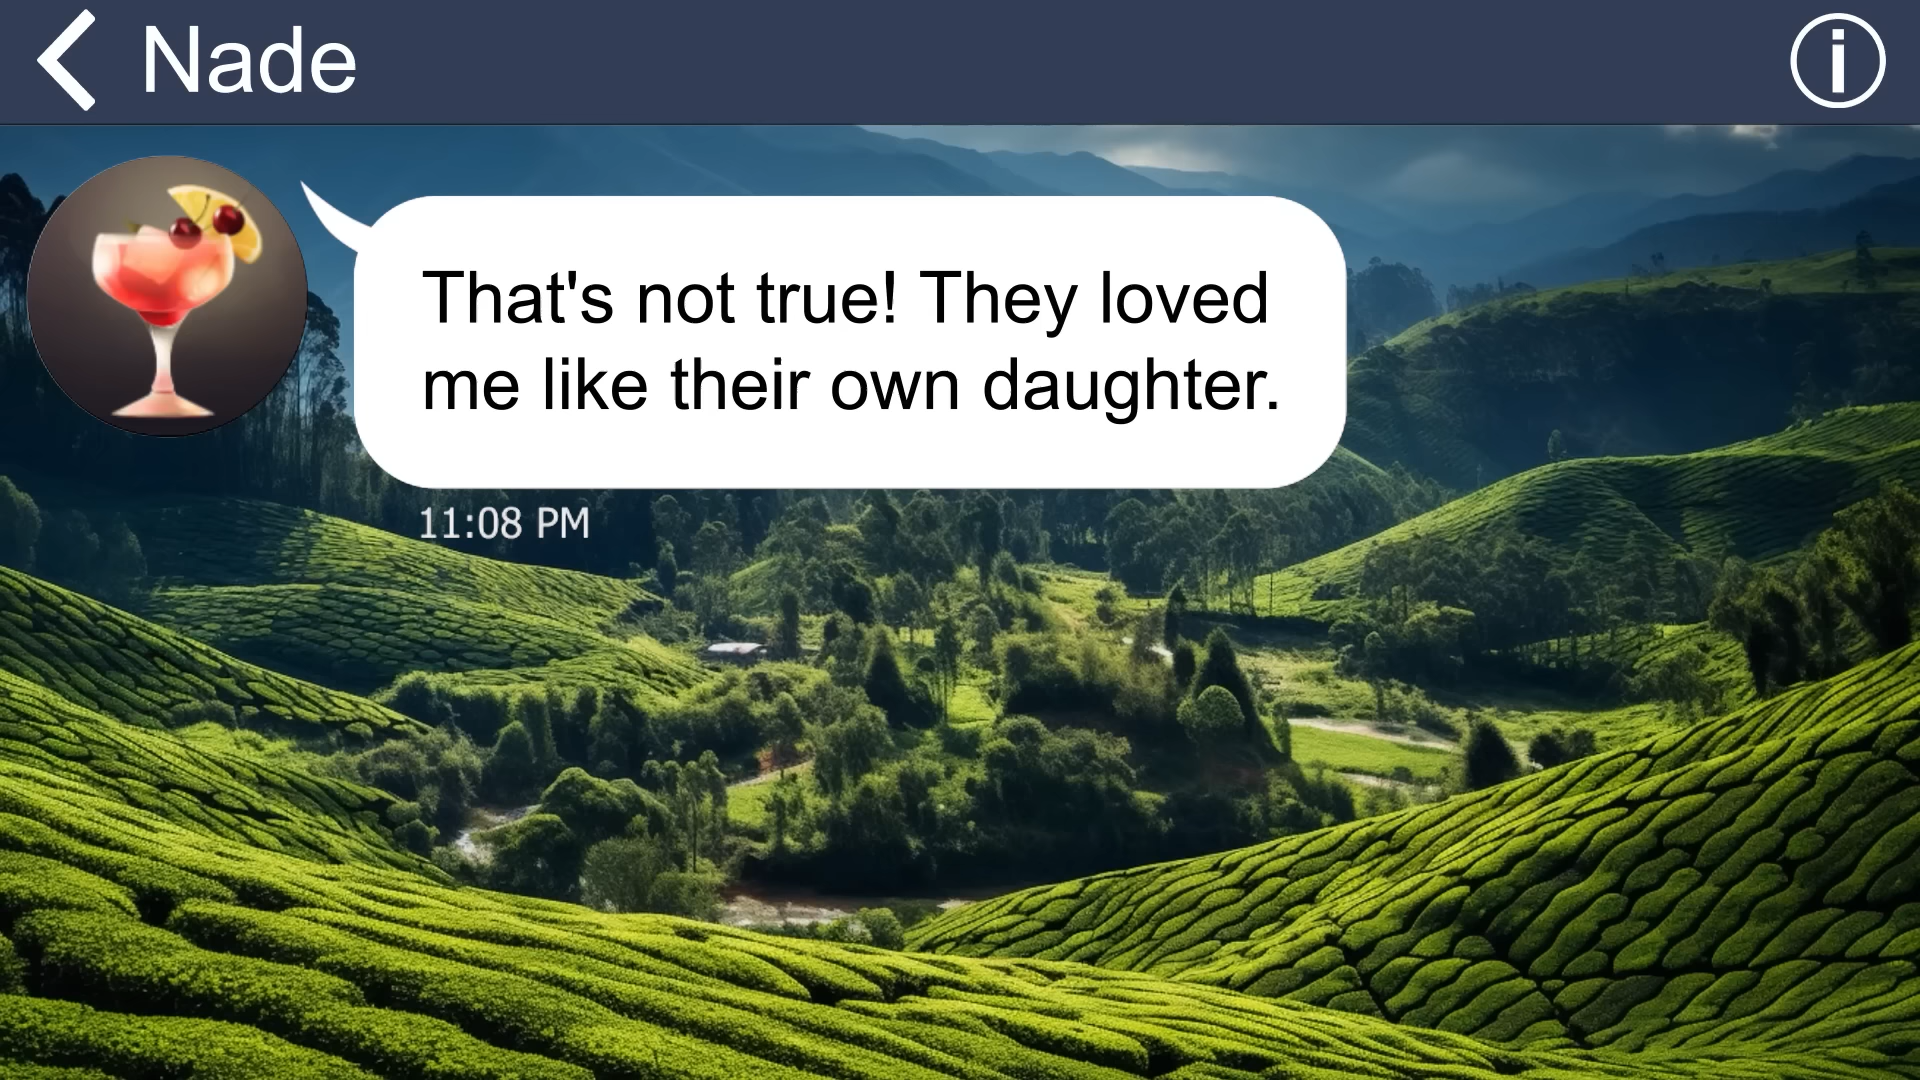 Nade
That's not true! They loved
me like their own daughter.
11:08 PM